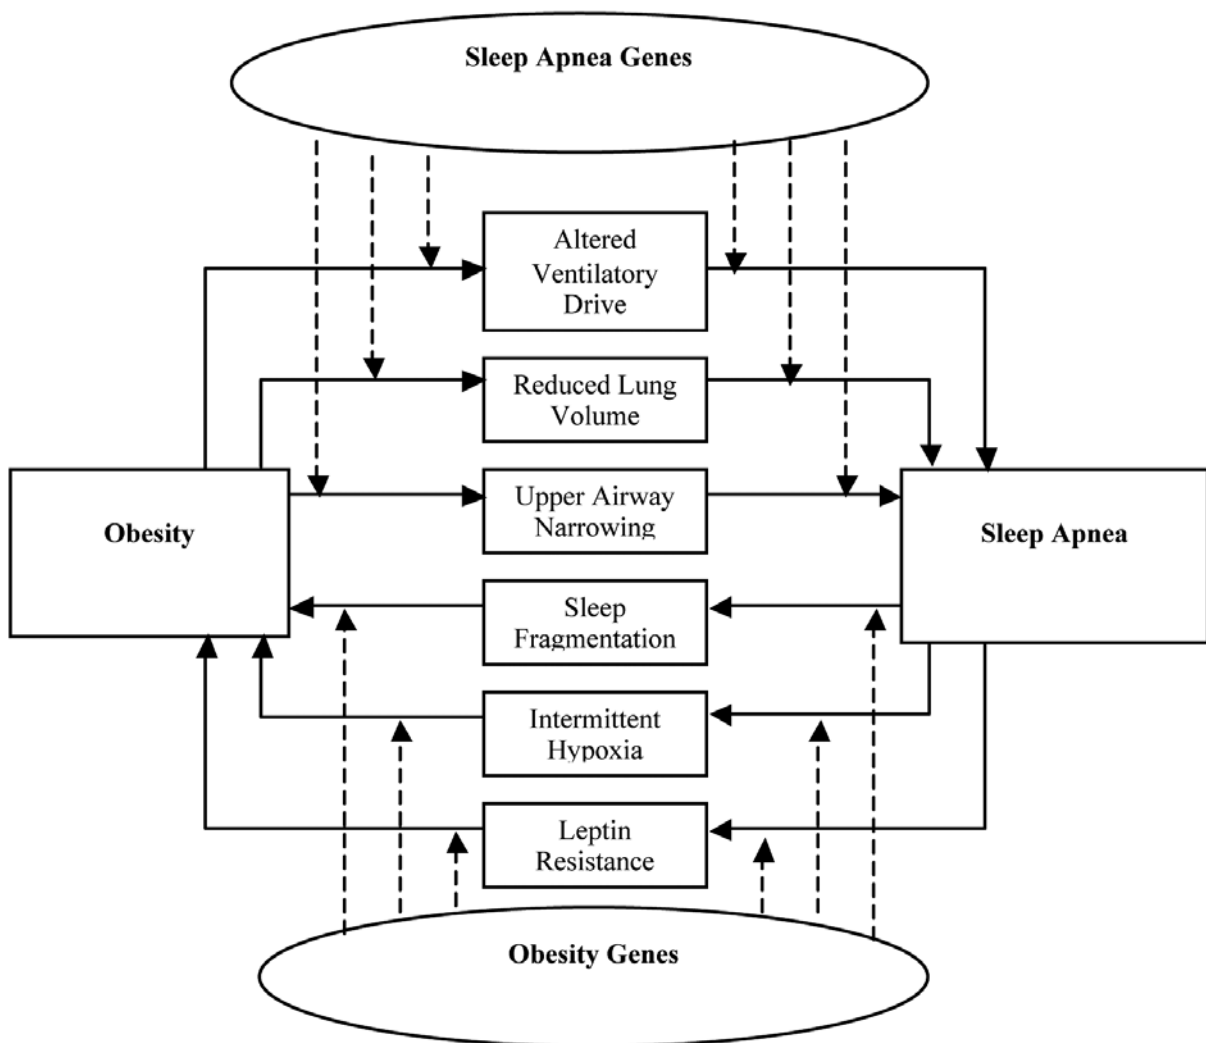 Sleep Apnea Genes
Altered
Ventilatory
Drive
Reduced Lung
Volume
Obesity
Upper Airway
Narrowing
Sleep Apnea
Sleep
Fragmentation
Intermittent
Hypoxia
Leptin
Resistance
Obesity Genes